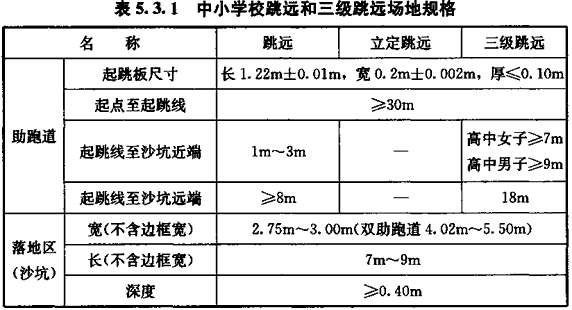 表5.3.1 中小学校跳远和三级跳远场地规格
名 称 跳远 立定跳远 三级跳远
助跑道
起跳板尺寸 长1.22m±0.01m，宽0.2m±0.002m，厚≤0.10m
起点至起跳线 ≥30m
起跳线至沙坑近端 1m～3m — 高中女子≥7m
高中男子≥9m
起跳线至沙坑远端 ≥8m — 18m
落地区
(沙坑)
宽(不含边框宽) 2.75m～3.00m(双助跑道4.02m～5.50m)
长(不含边框宽) 7m～9m
深度 ≥0.40m